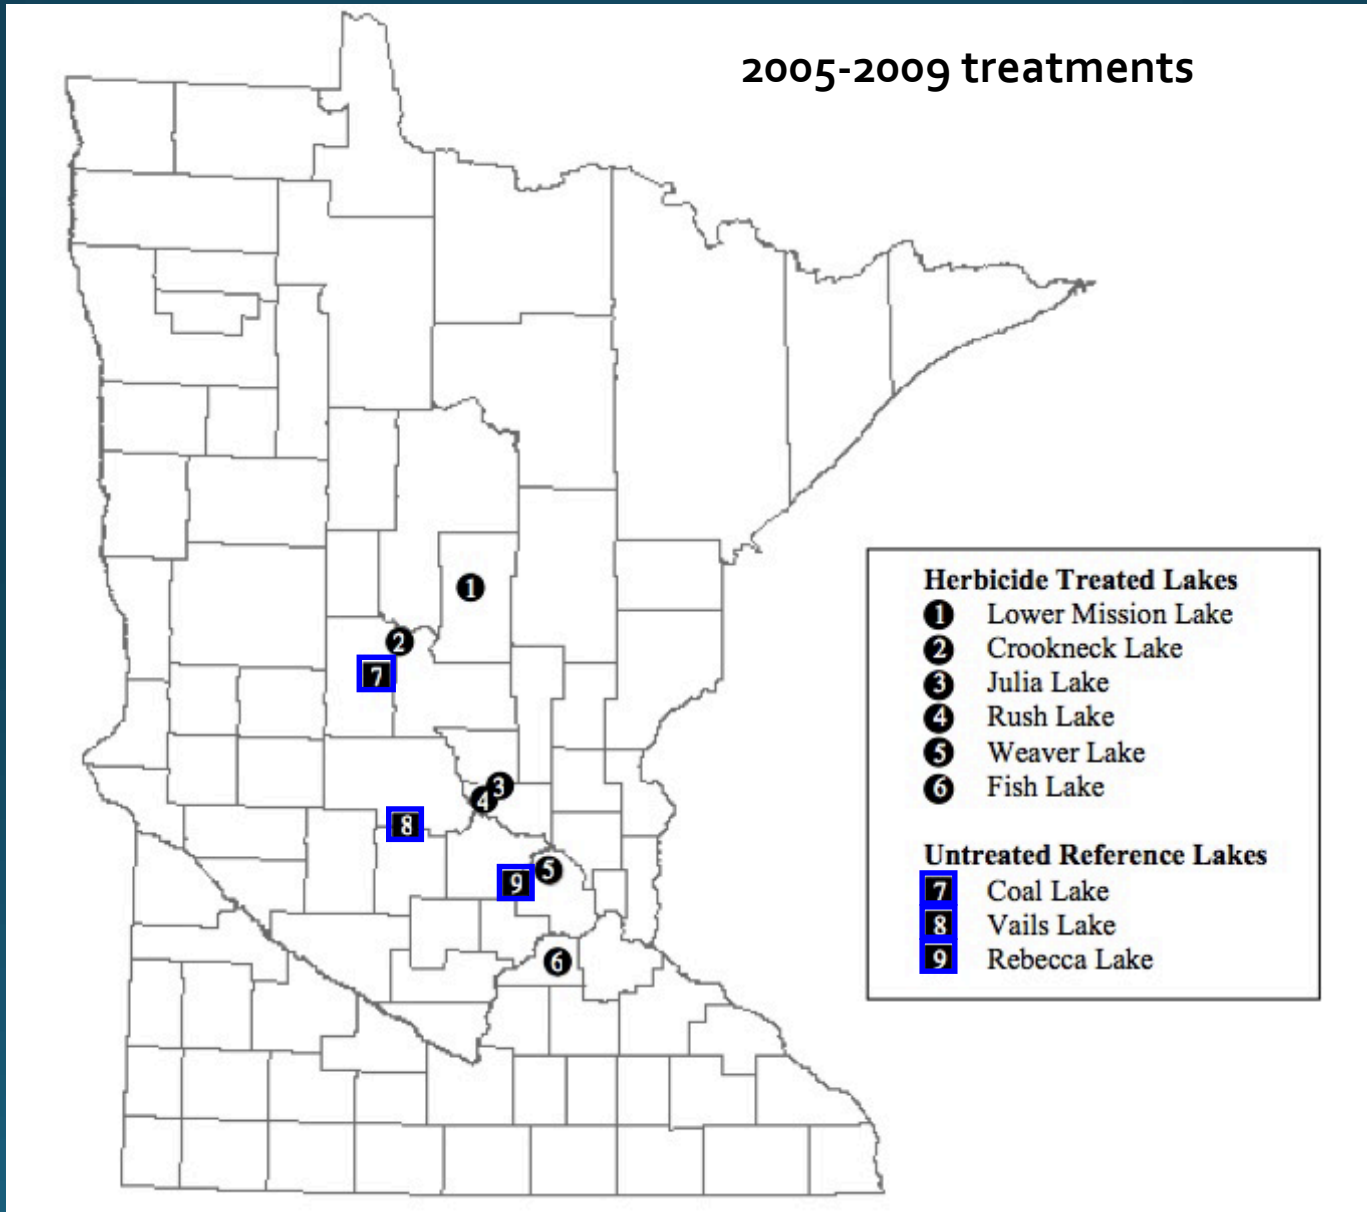 2005-2009 treatments
1
2
7
3
4
8
5
9
6
Herbicide Treated Lakes
1 Lower Mission Lake
2 Crookneck Lake
3 Julia Lake
4 Rush Lake
5 Weaver Lake
6 Fish Lake
Untreated Reference Lakes
7 Coal Lake
8 Vails Lake
9 Rebecca Lake